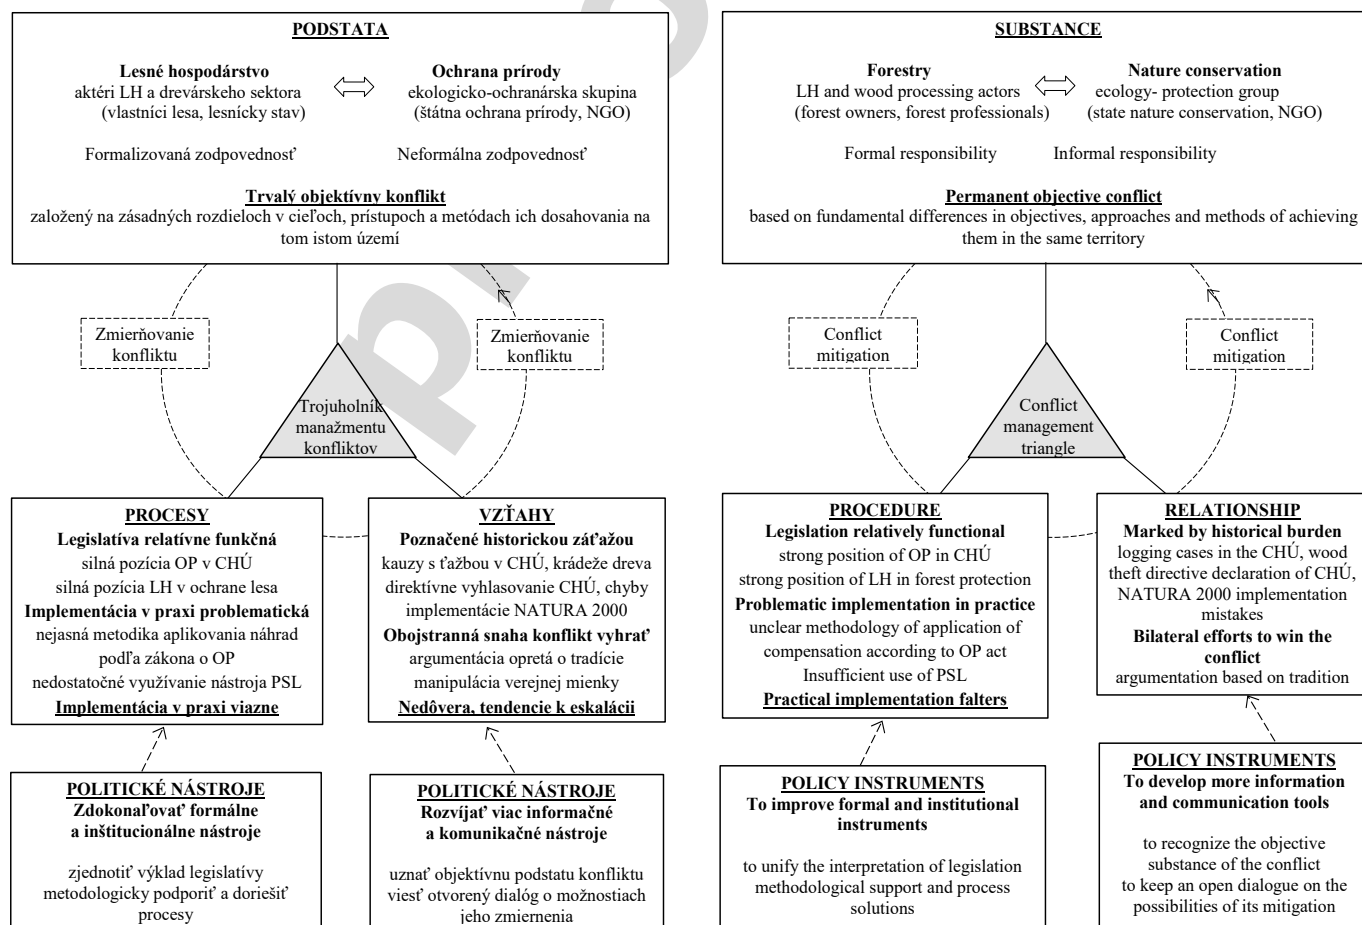 PODSTATA
Lesné hospodárstvo
aktéri LH a drevárskeho sektora
(vlastníci lesa, lesnícky stav)
Ochrana prírody
ekologicko-ochranárska skupina
(štátna ochrana prírody, NGO)
Formalizovaná zodpovednosť
Neformálna zodpovednosť
Trvalý objektívny konflikt
založený na zásadných rozdieloch v cieľoch, prístupoch a metódach ich dosahovania na
tom istom území
Zmierňovanie
konfliktu
Zmierňovanie
konfliktu
Trojuholník
manažmentu
konfliktov
PROCESY
Legislatíva relatívne funkčná
silná pozícia OP v CHÚ
silná pozícia LH v ochrane lesa
Implementácia v praxi problematická
nejasná metodika aplikovania náhrad
podľa zákona o OP
nedostatočné využívanie nástroja PSL
Implementácia v praxi viazne
VZŤAHY
Poznačené historickou záťažou
kauzy s ťažbou v CHÚ, krádeže dreva
direktívne vyhlasovanie CHÚ, chyby
implementácie NATURA 2000
Obojstranná snaha konflikt vyhrať
argumentácia opretá o tradície
manipulácia verejnej mienky
Nedôvera, tendencie k eskalácii
POLITICKÉ NÁSTROJE
Zdokonaľovať formálne
a inštitucionálne nástroje
zjednotiť výklad legislatívy
metodologicky podporiť a doriešiť
procesy
POLITICKÉ NÁSTROJE
Rozvíjať viac informačné
a komunikačné nástroje
uznať objektívnu podstatu konfliktu
viesť otvorený dialóg o možnostiach
jeho zmiernenia
SUBSTANCE
Forestry
LH and wood processing actors
(forest owners, forest professionals)
Nature conservation
ecology- protection group
(state nature conservation, NGO)
Formal responsibility
Informal responsibility
Permanent objective conflict
based on fundamental differences in objectives, approaches and methods of achieving
them in the same territory
Conflict
mitigation
Conflict
mitigation
Conflict
management
triangle
PROCEDURE
Legislation relatively functional
strong position of OP in CHÚ
strong position of LH in forest protection
Problematic implementation in practice
unclear methodology of application of
compensation according to OP act
Insufficient use of PSL
Practical implementation falters
RELATIONSHIP
Marked by historical burden
logging cases in the CHÚ, wood
theft directive declaration of CHÚ,
NATURA 2000 implementation
mistakes
Bilateral efforts to win the
conflict
argumentation based on tradition
POLICY INSTRUMENTS
To improve formal and institutional
instruments
to unify the interpretation of legislation
methodological support and process
solutions
POLICY INSTRUMENTS
To develop more information
and communication tools
to recognize the objective
substance of the conflict
to keep an open dialogue on the
possibilities of its mitigation